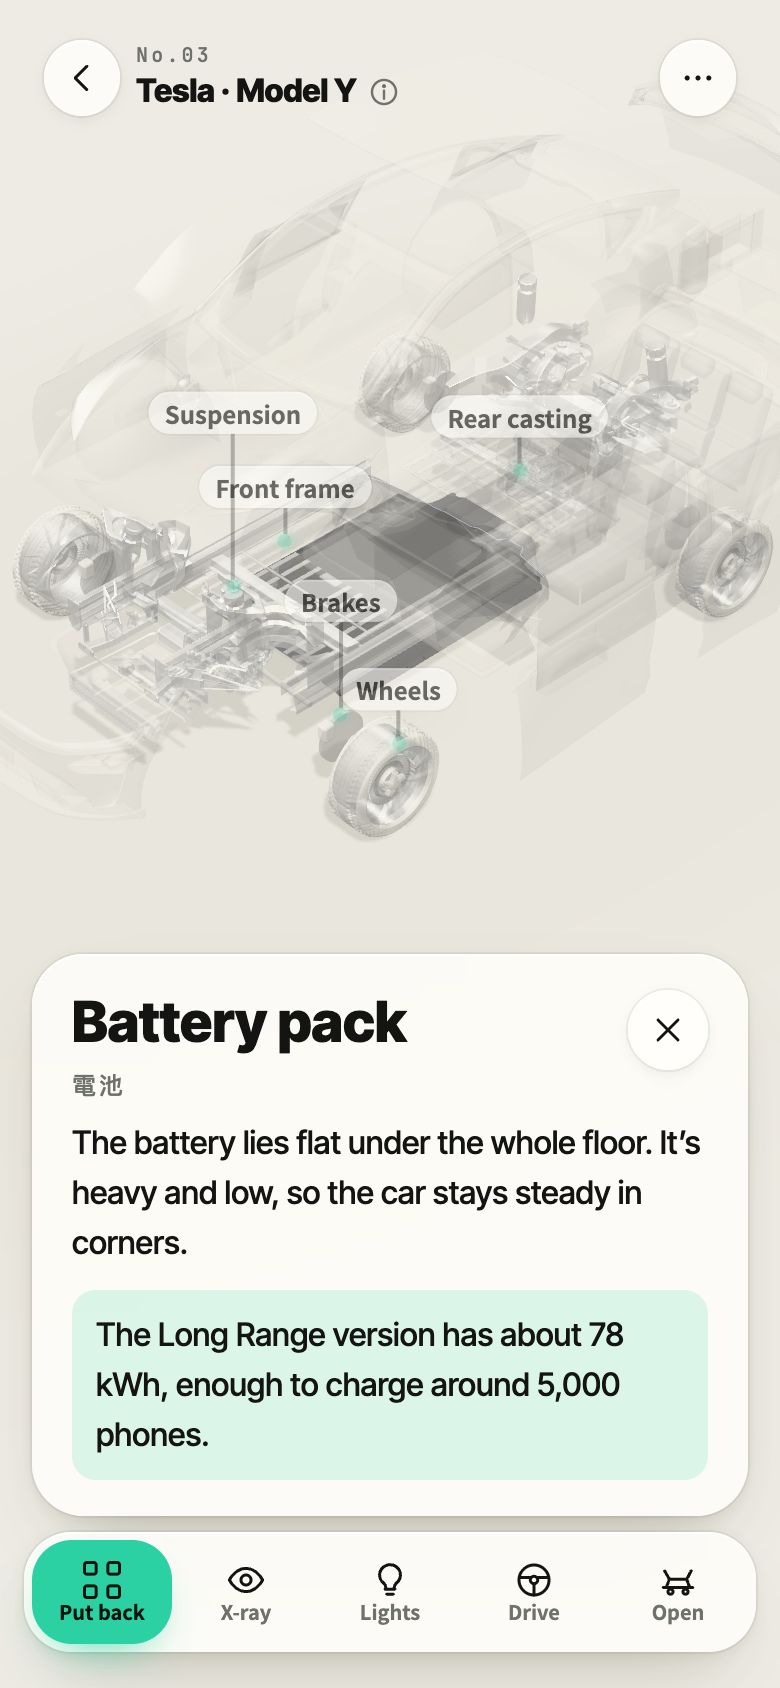 No.03
Tesla · Model Y
Suspension
Rear casting
Front frame
Brakes
Wheels
Battery pack
電池
The battery lies flat under the whole floor. It’s
heavy and low, so the car stays steady in
corners.
The Long Range version has about 78
kWh, enough to charge around 5,000
phones.
Put back
X-ray
Lights
Drive
Open